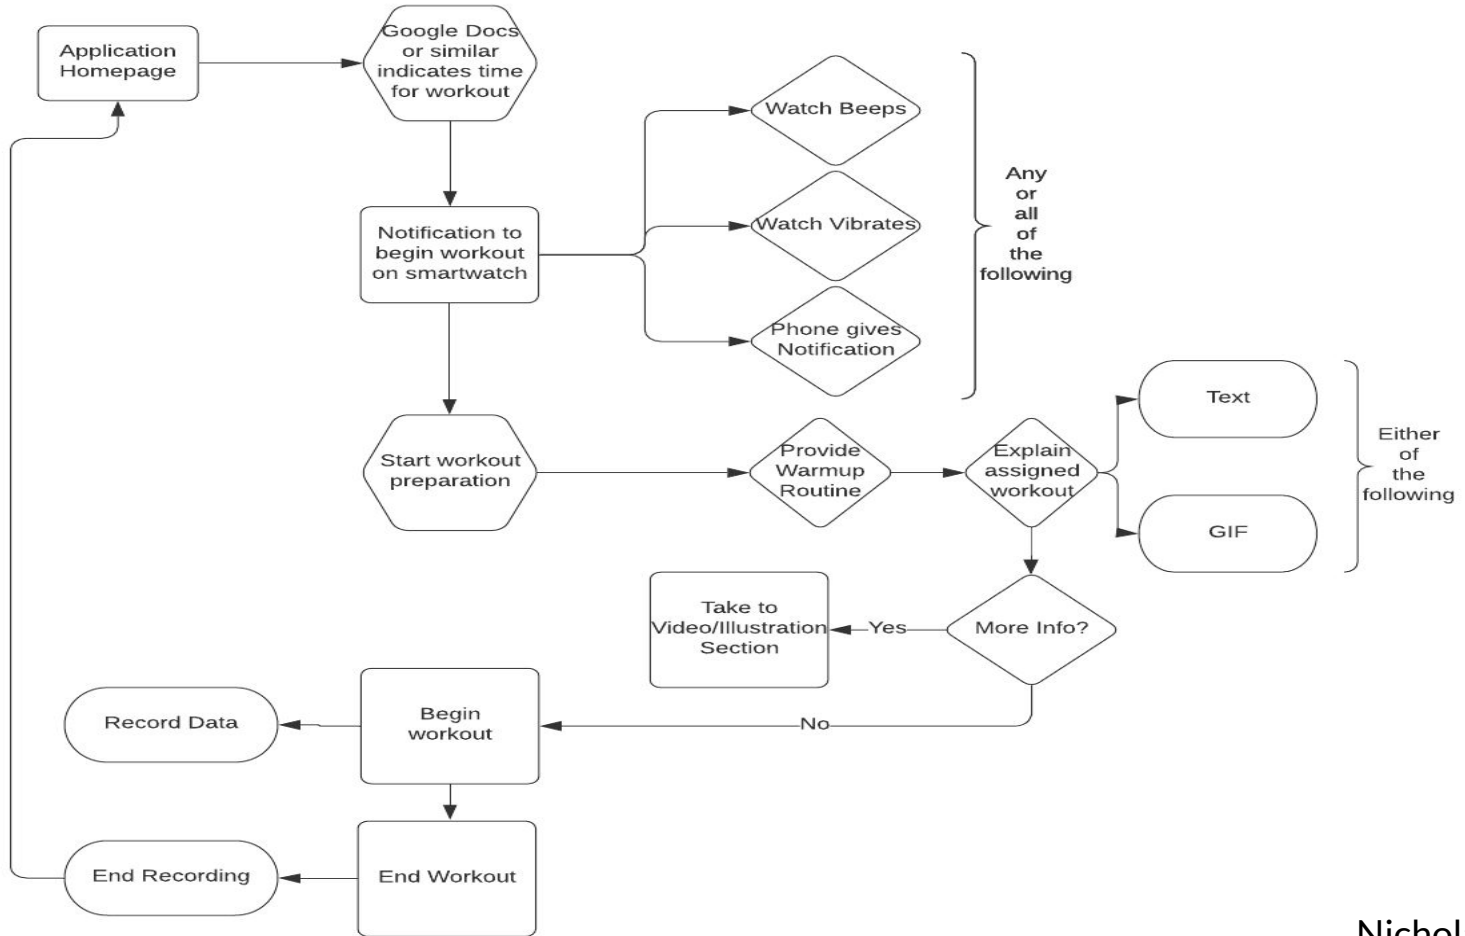 Application
Homepage
Google Docs
or similar
indicates time
for workout
Watch Beeps
Watch Vibrates
Phone gives
Notification
Any
or
all
of
the
following
Notification to
begin workout
on smartwatch
Start workout
preparation
Provide
Warmup
Routine
Explain
assigned
workout
Text
GIF
Either
of
the
following
More Info?
Yes
Take to
Video/Illustration
Section
No
Begin
workout
Record Data
End Workout
End Recording
Nichol